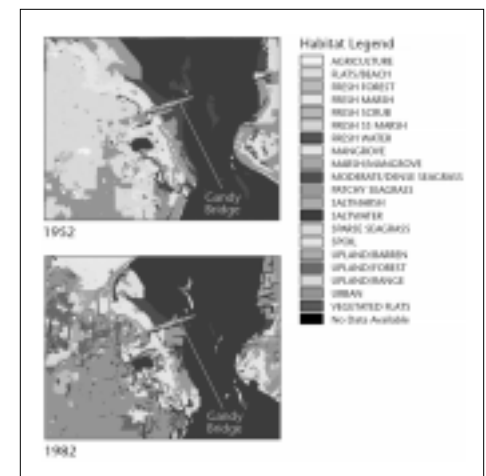 Habitat Legend
AGRICULTURE
FLATS/BEACH
FRESH FOREST
FRESH MARSH
FRESH SCRUB
FRESH SS MARSH
FRESH WATER
MANGROVE
MARSH/MANGROVE
MODERATE/DENSE SEAGRASS
PATCHY SEAGRASS
SALTMARSH
SALTWATER
SPARSE SEAGRASS
SPOIL
UPLAND/BARREN
UPLAND/FOREST
UPLAND/RANGE
URBAN
VEGETATED FLATS
No Data Available
Gandy
Bridge
1952
Gandy
Bridge
1982